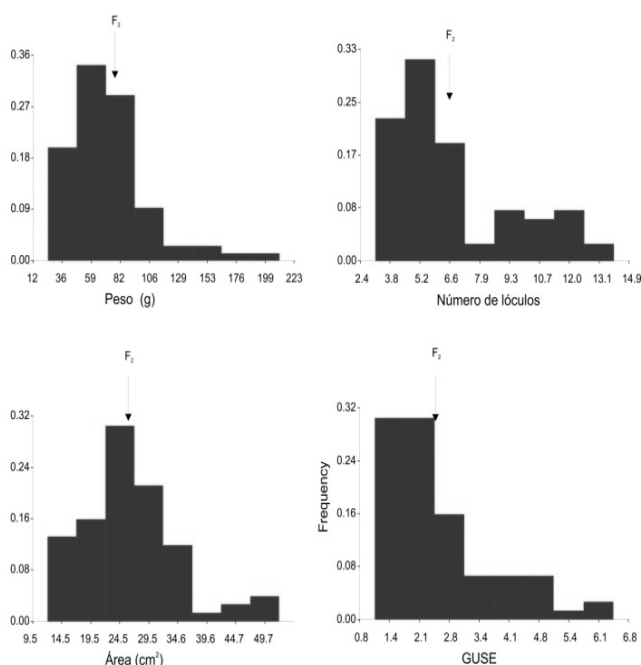 F₂
0.36
0.27
0.18
0.09
0.00
12 36 59 82 106 129 153 176 199 223
Peso (g)
F₂
0.33
0.25
0.17
0.08
0.00
2.4 3.8 5.2 6.6 7.9 9.3 10.7 12.0 13.1 14.9
Número de lóculos
F₂
0.32
0.24
0.16
0.08
0.00
9.5 14.5 19.5 24.5 29.5 34.6 39.6 44.7 49.7
Área (cm²)
F₂
Frequency
0.32
0.24
0.16
0.08
0.00
0.8 1.4 2.1 2.8 3.4 4.1 4.8 5.4 6.1 6.8
GUSE